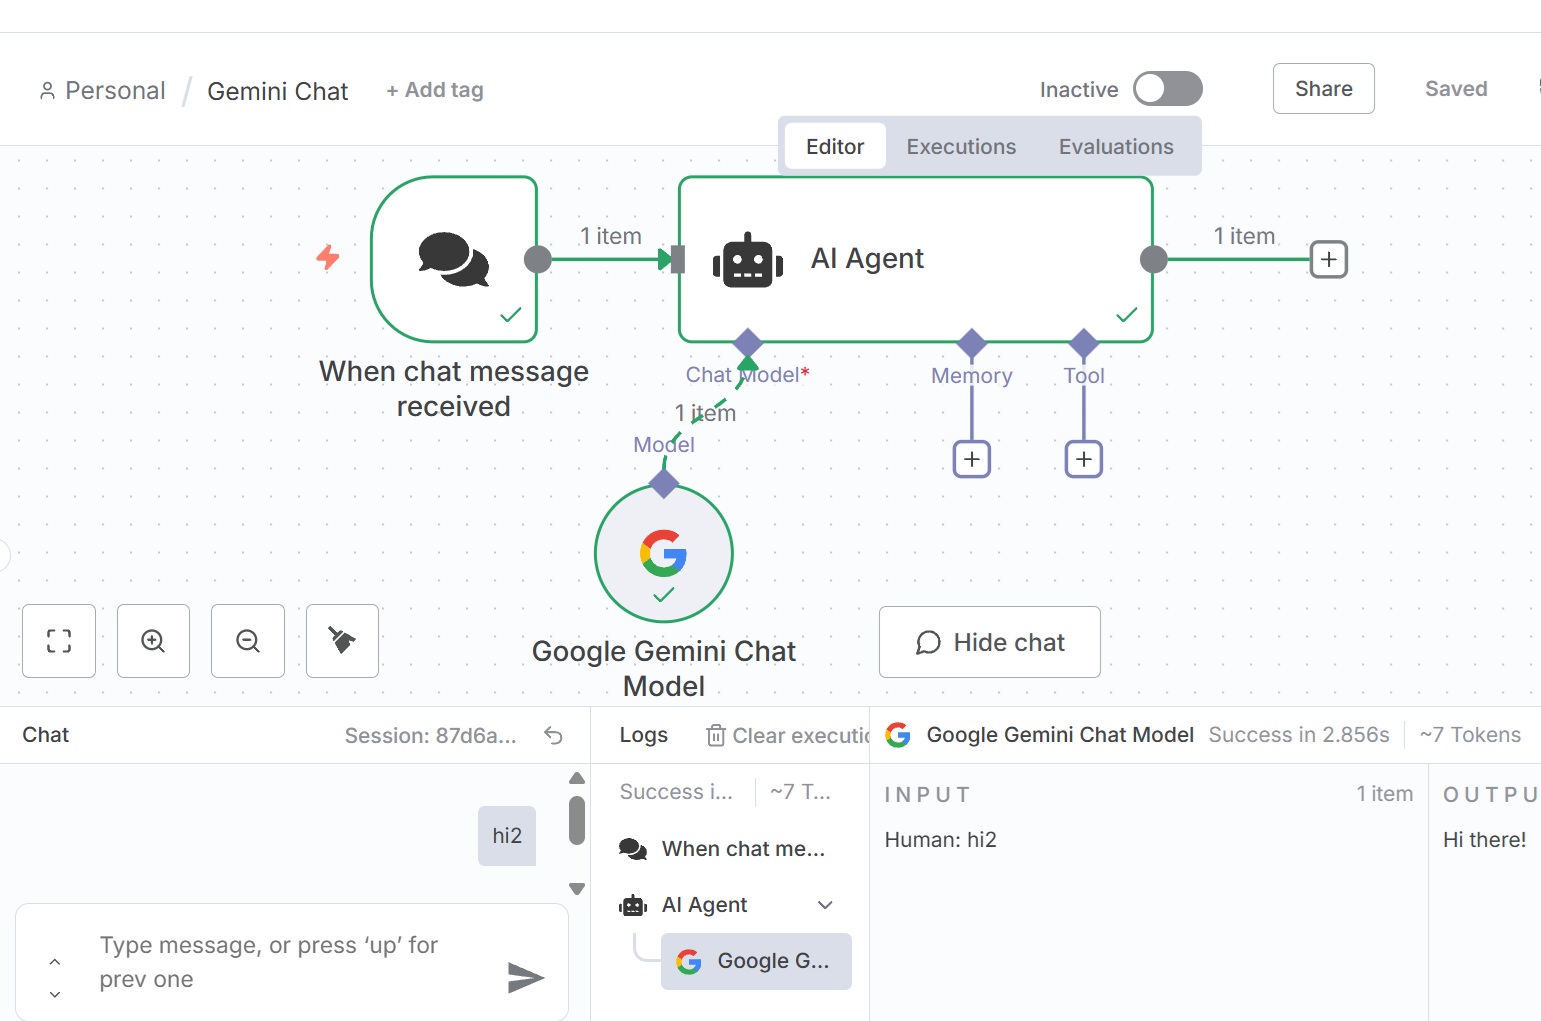 Personal / Gemini Chat + Add tag Inactive Share Saved
Editor Executions Evaluations
1 item 1 item
AI Agent
When chat message
received
Chat Model* Memory Tool
1 item
Model
Google Gemini Chat
Model
Hide chat
Chat Session: 87d6a...
hi2
Type message, or press ‘up’ for
prev one
Logs Clear executio
Success i... ~7 T...
When chat me...
AI Agent
Google G...
Google Gemini Chat Model Success in 2.856s ~7 Tokens
INPUT 1 item OUTPU
Human: hi2 Hi there!